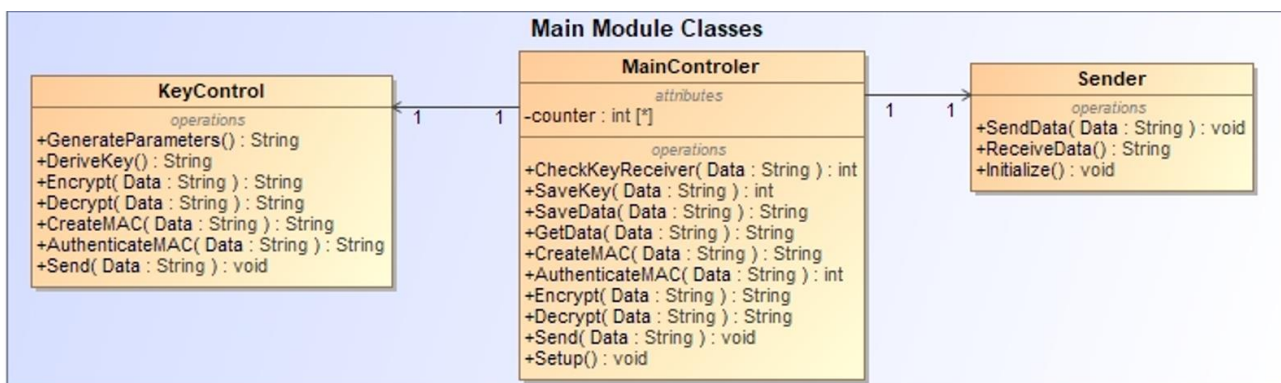 Main Module Classes
KeyControl
operations
+GenerateParameters() : String
+DeriveKey() : String
+Encrypt( Data : String ) : String
+Decrypt( Data : String ) : String
+CreateMAC( Data : String ) : String
+AuthenticateMAC( Data : String ) : String
+Send( Data : String ) : void
1
1
MainControler
attributes
-counter : int [*]
operations
+CheckKeyReceiver( Data : String ) : int
+SaveKey( Data : String ) : int
+SaveData( Data : String ) : String
+GetData( Data : String ) : String
+CreateMAC( Data : String ) : String
+AuthenticateMAC( Data : String ) : int
+Encrypt( Data : String ) : String
+Decrypt( Data : String ) : String
+Send( Data : String ) : void
+Setup() : void
1
1
Sender
operations
+SendData( Data : String ) : void
+ReceiveData() : String
+Initialize() : void